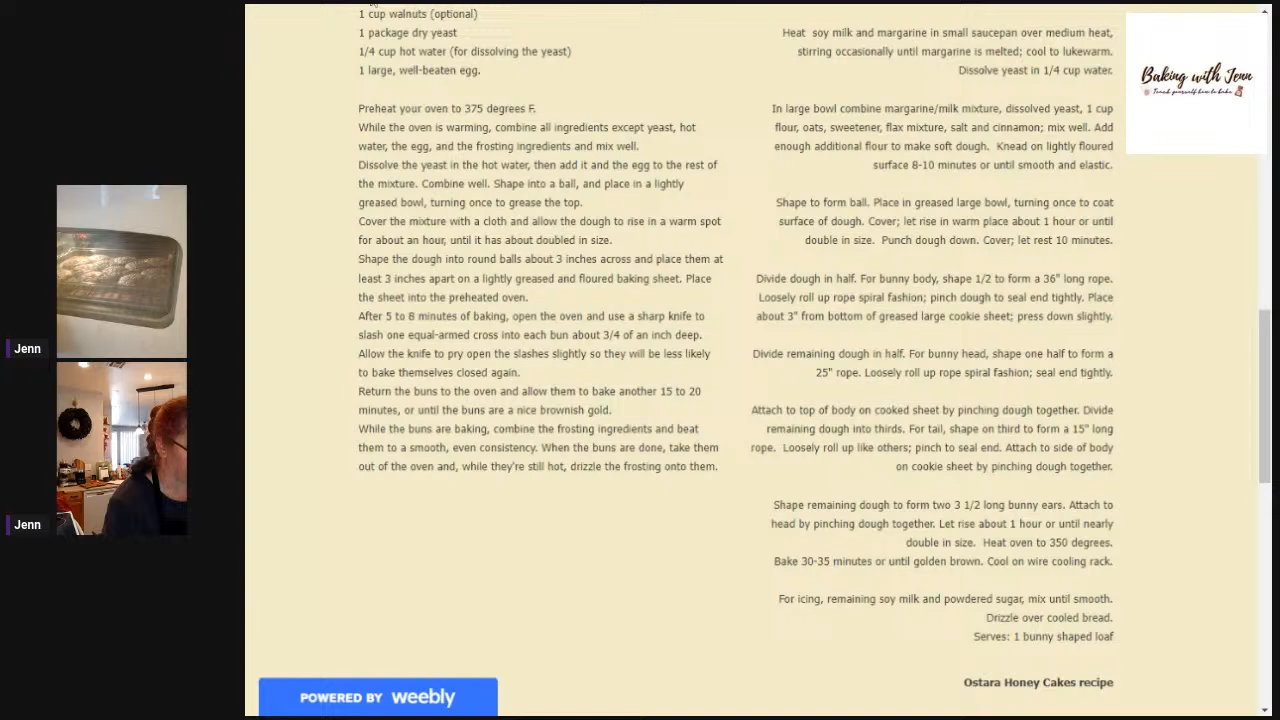 1 cup walnuts (optional)
1 package dry yeast
1/4 cup hot water (for dissolving the yeast)
1 large, well-beaten egg.
Preheat your oven to 375 degrees F.
While the oven is warming, combine all ingredients except yeast, hot
water, the egg, and the frosting ingredients and mix well.
Dissolve the yeast in the hot water, then add it and the egg to the rest of
the mixture. Combine well. Shape into a ball, and place in a lightly
greased bowl, turning once to grease the top.
Cover the mixture with a cloth and allow the dough to rise in a warm spot
for about an hour, until it has about doubled in size.
Shape the dough into round balls about 3 inches across and place them at
least 3 inches apart on a lightly greased and floured baking sheet. Place
the sheet into the preheated oven.
After 5 to 8 minutes of baking, open the oven and use a sharp knife to
slash one equal-armed cross into each bun about 3/4 of an inch deep.
Allow the knife to pry open the slashes slightly so they will be less likely
to bake themselves closed again.
Return the buns to the oven and allow them to bake another 15 to 20
minutes, or until the buns are a nice brownish gold.
While the buns are baking, combine the frosting ingredients and beat
them to a smooth, even consistency. When the buns are done, take them
out of the oven and, while they're still hot, drizzle the frosting onto them.
Heat soy milk and margarine in small saucepan over medium heat,
stirring occasionally until margarine is melted; cool to lukewarm.
Dissolve yeast in 1/4 cup water.
In large bowl combine margarine/milk mixture, dissolved yeast, 1 cup
flour, oats, sweetener, flax mixture, salt and cinnamon; mix well. Add
enough additional flour to make soft dough. Knead on lightly floured
surface 8-10 minutes or until smooth and elastic.
Shape to form ball. Place in greased large bowl, turning once to coat
surface of dough. Cover; let rise in warm place about 1 hour or until
double in size. Punch dough down. Cover; let rest 10 minutes.
Divide dough in half. For bunny body, shape 1/2 to form a 36" long rope.
Loosely roll up rope spiral fashion; pinch dough to seal end tightly. Place
about 3" from bottom of greased large cookie sheet; press down slightly.
Divide remaining dough in half. For bunny head, shape one half to form a
25" rope. Loosely roll up rope spiral fashion; seal end tightly.
Attach to top of body on cooked sheet by pinching dough together. Divide
remaining dough into thirds. For tail, shape on third to form a 15" long
rope. Loosely roll up like others; pinch to seal end. Attach to side of body
on cookie sheet by pinching dough together.
Shape remaining dough to form two 3 1/2 long bunny ears. Attach to
head by pinching dough together. Let rise about 1 hour or until nearly
double in size. Heat oven to 350 degrees.
Bake 30-35 minutes or until golden brown. Cool on wire cooling rack.
For icing, remaining soy milk and powdered sugar, mix until smooth.
Drizzle over cooled bread.
Serves: 1 bunny shaped loaf
Ostara Honey Cakes recipe
POWERED BY weebly
Baking with Jenn
Teach yourself how to bake
Jenn
Jenn